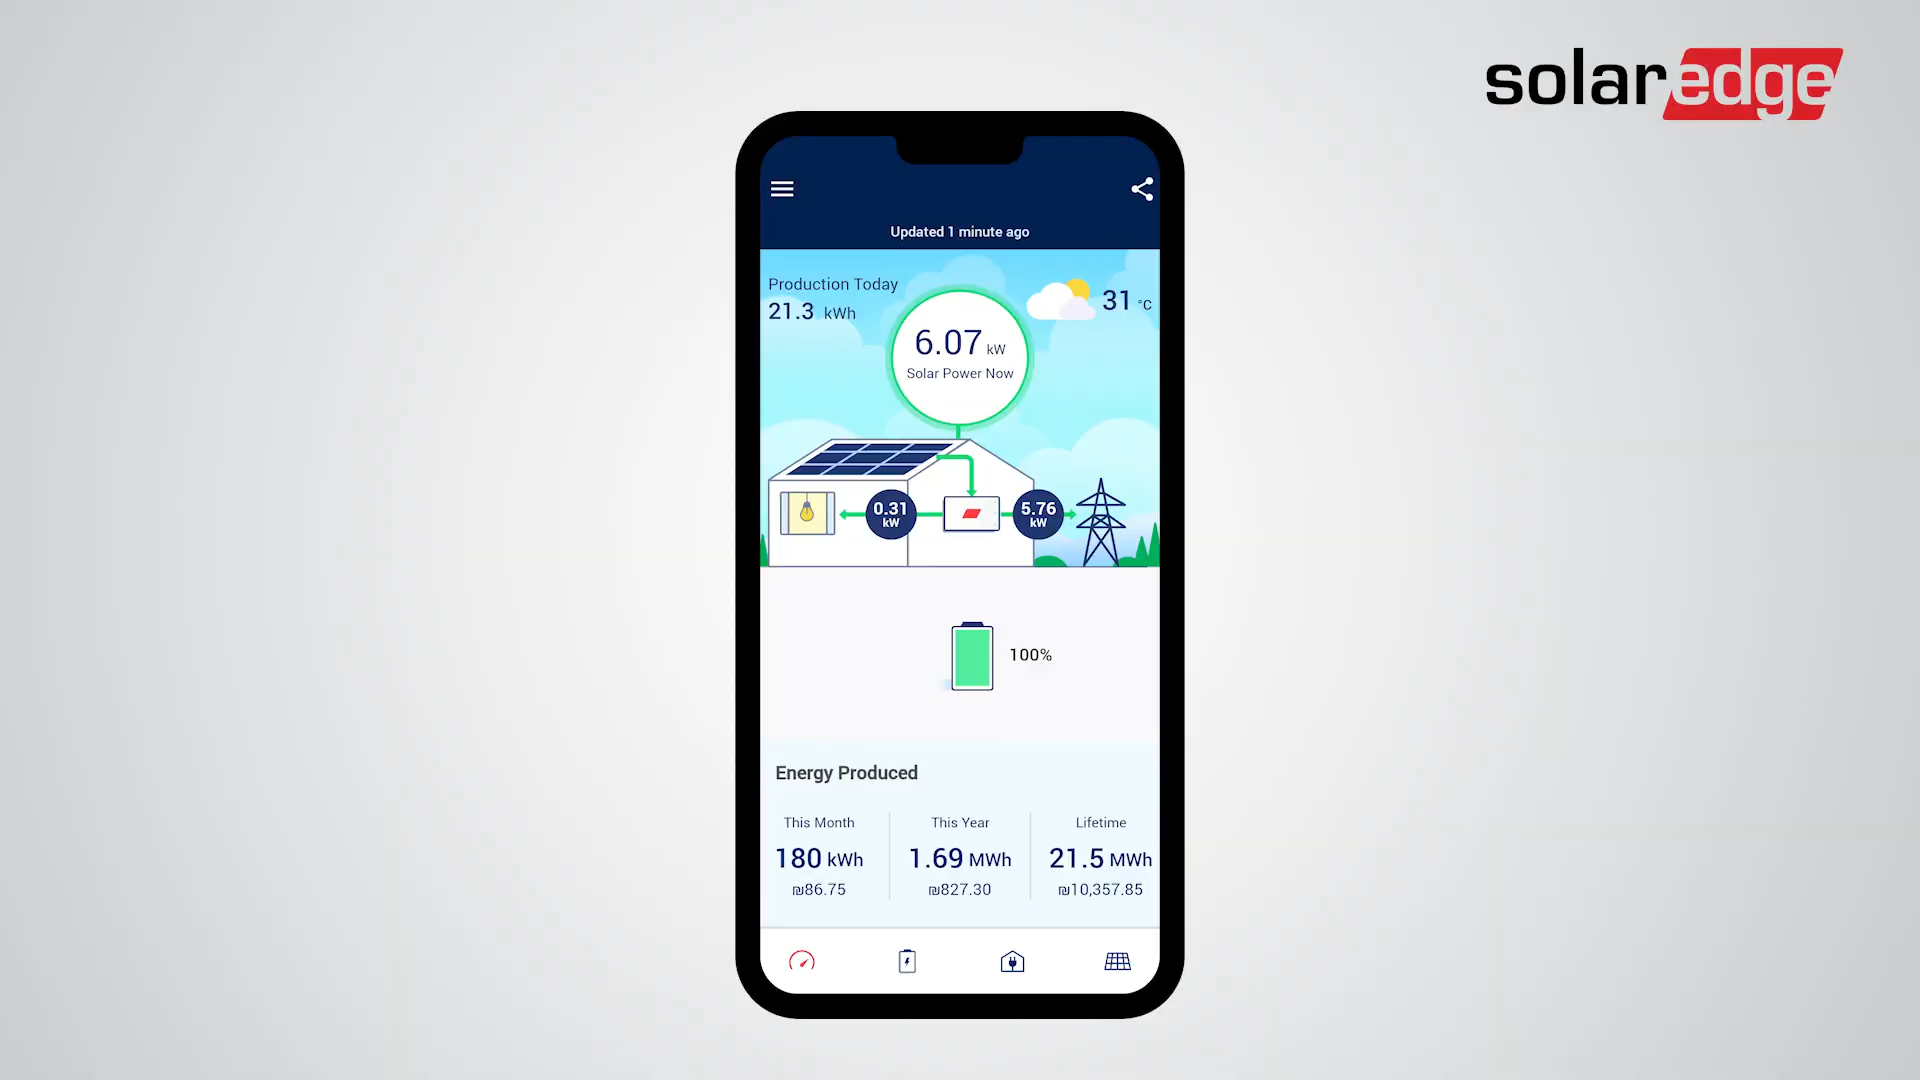 solaredge
Updated 1 minute ago
Production Today
21.3 kWh
31 °C
6.07 kW
Solar Power Now
0.31
kW
5.76
kW
100%
Energy Produced
This Month
180 kWh
₪86.75
This Year
1.69 MWh
₪827.30
Lifetime
21.5 MWh
₪10,357.85